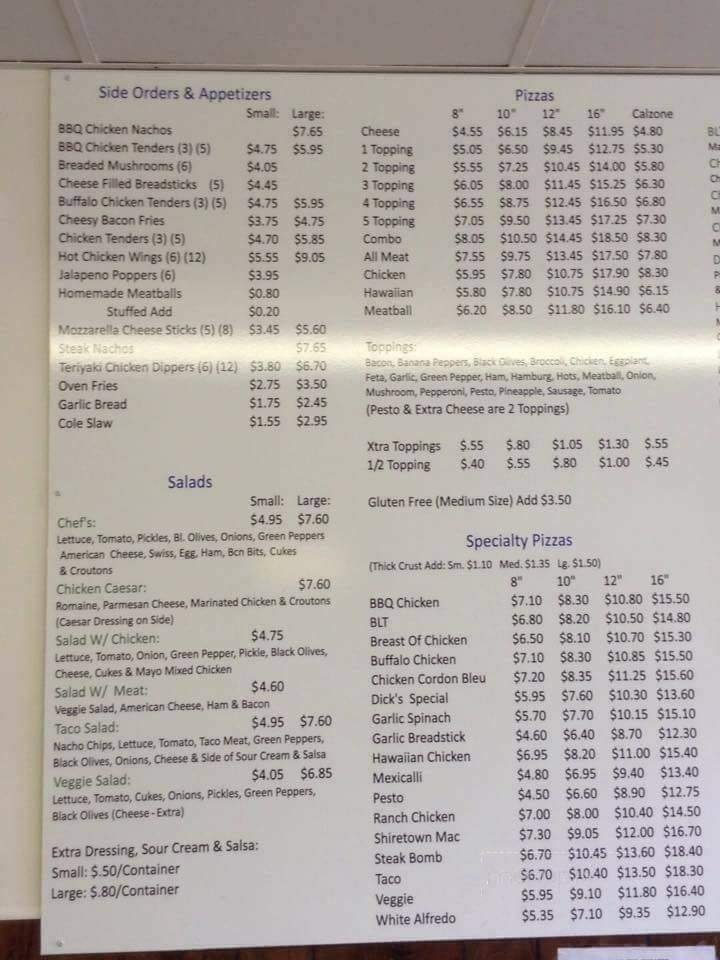 Side Orders & Appetizers
Small: Large:
BBQ Chicken Nachos $7.65
BBQ Chicken Tenders (3) (5) $4.75 $5.95
Breaded Mushrooms (6) $4.05
Cheese Filled Breadsticks (5) $4.45
Buffalo Chicken Tenders (3) (5) $4.75 $5.95
Cheesy Bacon Fries $3.75 $4.75
Chicken Tenders (3) (5) $4.70 $5.85
Hot Chicken Wings (6) (12) $5.55 $9.05
Jalapeno Poppers (6) $3.95
Homemade Meatballs $0.80
Stuffed Add $0.20
Mozzarella Cheese Sticks (5) (8) $3.45 $5.60
Steak Nachos $7.65
Teriyaki Chicken Dippers (6) (12) $3.80 $6.70
Oven Fries $2.75 $3.50
Garlic Bread $1.75 $2.45
Cole Slaw $1.55 $2.95
Salads
Small: Large:
Chef's: $4.95 $7.60
Lettuce, Tomato, Pickles, Bl. Olives, Onions, Green Peppers
American Cheese, Swiss, Egg, Ham, Bcn Bits, Cukes
& Croutons
Chicken Caesar: $7.60
Romaine, Parmesan Cheese, Marinated Chicken & Croutons
(Caesar Dressing on Side)
Salad W/ Chicken: $4.75
Lettuce, Tomato, Onion, Green Pepper, Pickle, Black Olives,
Cheese, Cukes & Mayo Mixed Chicken
Salad W/ Meat: $4.60
Veggie Salad, American Cheese, Ham & Bacon
Taco Salad: $4.95 $7.60
Nacho Chips, Lettuce, Tomato, Taco Meat, Green Peppers,
Black Olives, Onions, Cheese & Side of Sour Cream & Salsa
Veggie Salad: $4.05 $6.85
Lettuce, Tomato, Cukes, Onions, Pickles, Green Peppers,
Black Olives (Cheese - Extra)
Extra Dressing, Sour Cream & Salsa:
Small: $.50/Container
Large: $.80/Container
Pizzas
8" 10" 12" 16" Calzone
Cheese $4.55 $6.15 $8.45 $11.95 $4.80
1 Topping $5.05 $6.50 $9.45 $12.75 $5.30
2 Topping $5.55 $7.25 $10.45 $14.00 $5.80
3 Topping $6.05 $8.00 $11.45 $15.25 $6.30
4 Topping $6.55 $8.75 $12.45 $16.50 $6.80
5 Topping $7.05 $9.50 $13.45 $17.25 $7.30
Combo $8.05 $10.50 $14.45 $18.50 $8.30
All Meat $7.55 $9.75 $13.45 $17.50 $7.80
Chicken $5.95 $7.80 $10.75 $17.90 $8.30
Hawaiian $5.80 $7.80 $10.75 $14.90 $6.15
Meatball $6.20 $8.50 $11.80 $16.10 $6.40
Toppings:
Bacon, Banana Peppers, Black Olives, Broccoli, Chicken, Eggplant,
Feta, Garlic, Green Pepper, Ham, Hamburg, Hots, Meatball, Onion,
Mushroom, Pepperoni, Pesto, Pineapple, Sausage, Tomato
(Pesto & Extra Cheese are 2 Toppings)
Xtra Toppings $.55 $.80 $1.05 $1.30 $.55
1/2 Topping $.40 $.55 $.80 $1.00 $.45
Gluten Free (Medium Size) Add $3.50
Specialty Pizzas
(Thick Crust Add: Sm. $1.10 Med. $1.35 Lg. $1.50)
8" 10" 12" 16"
BBQ Chicken $7.10 $8.30 $10.80 $15.50
BLT $6.80 $8.20 $10.50 $14.80
Breast Of Chicken $6.50 $8.10 $10.70 $15.30
Buffalo Chicken $7.10 $8.30 $10.85 $15.50
Chicken Cordon Bleu $7.20 $8.35 $11.25 $15.60
Dick's Special $5.95 $7.60 $10.30 $13.60
Garlic Spinach $5.70 $7.70 $10.15 $15.10
Garlic Breadstick $4.60 $6.40 $8.70 $12.30
Hawaiian Chicken $6.95 $8.20 $11.00 $15.40
Mexicalli $4.80 $6.95 $9.40 $13.40
Pesto $4.50 $6.60 $8.90 $12.75
Ranch Chicken $7.00 $8.00 $10.40 $14.50
Shiretown Mac $7.30 $9.05 $12.00 $16.70
Steak Bomb $6.70 $10.45 $13.60 $18.40
Taco $6.70 $10.40 $13.50 $18.30
Veggie $5.95 $9.10 $11.80 $16.40
White Alfredo $5.35 $7.10 $9.35 $12.90